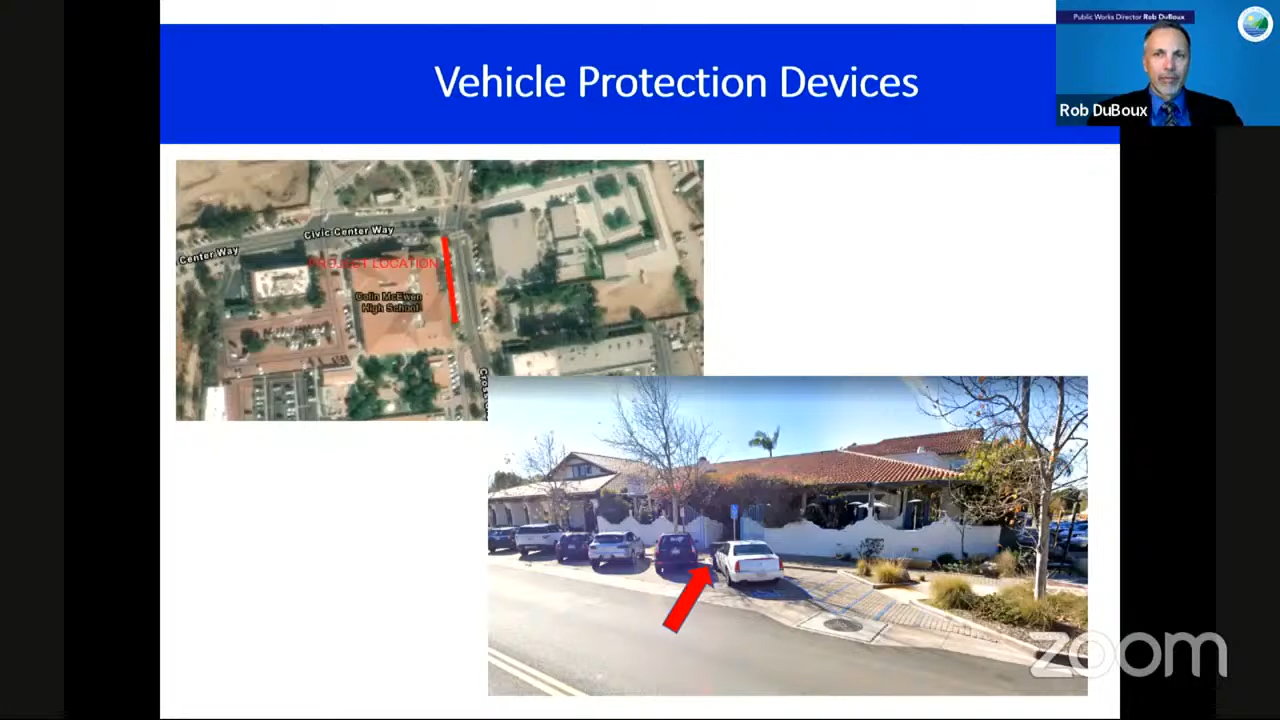 Vehicle Protection Devices
Public Works Director Rob DuBoux
Rob DuBoux
Civic Center Way
Center Way
PROJECT LOCATION
Colin McEwen
High School
Cross
zoom